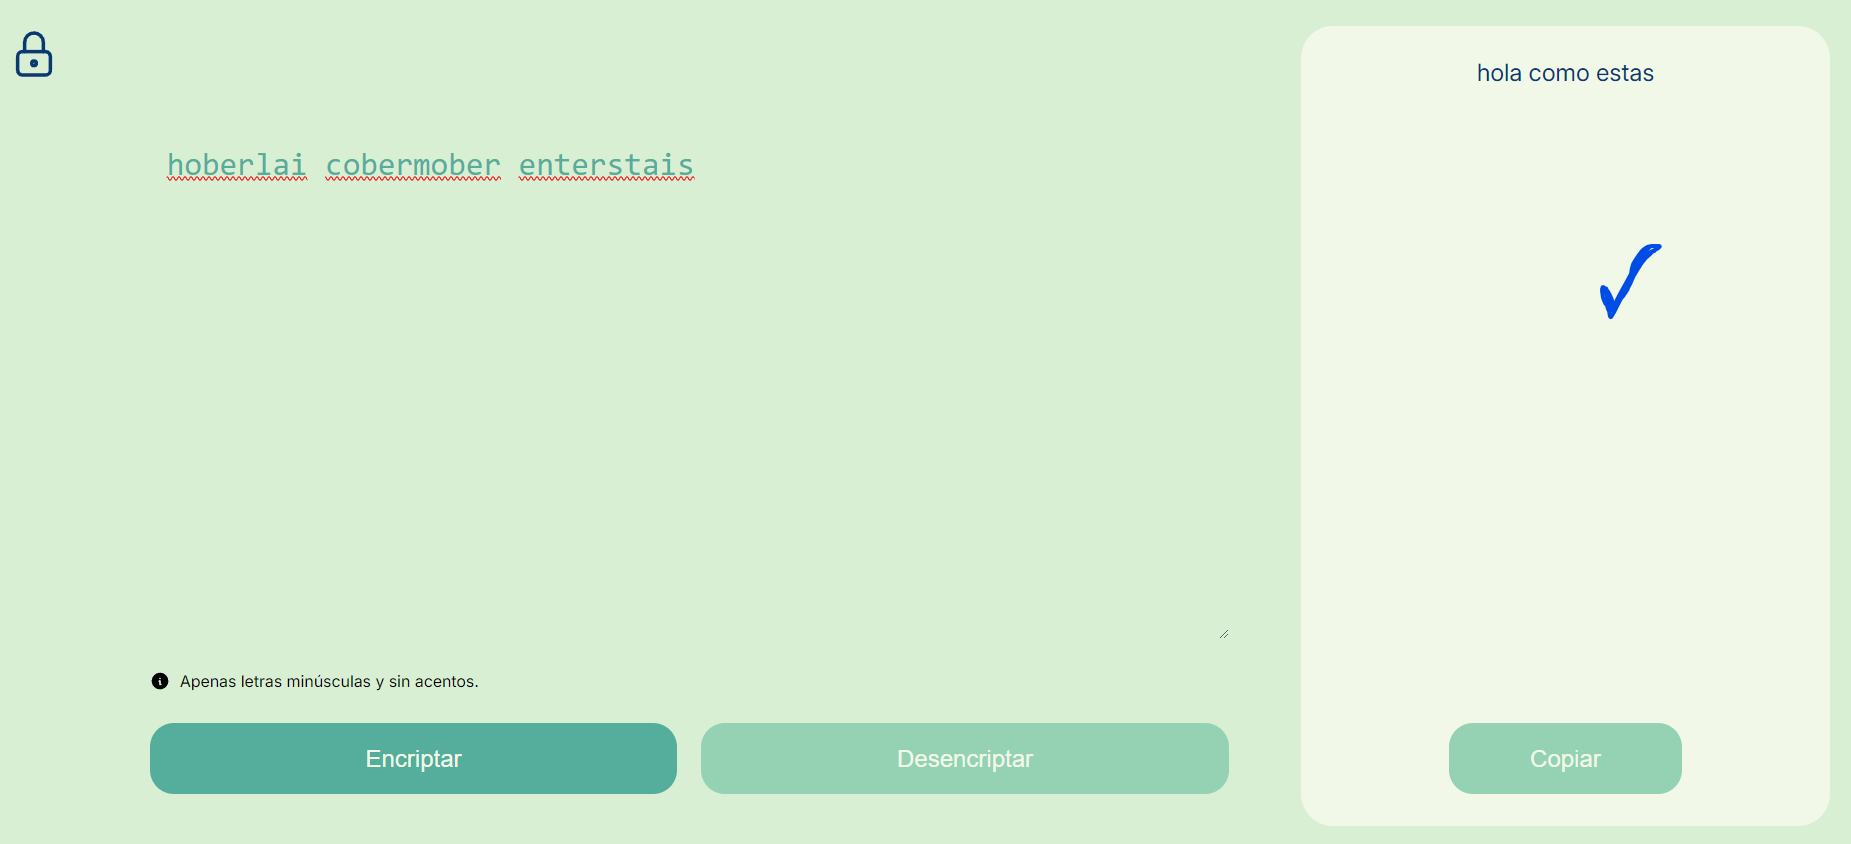 hoberlai cobermober enterstais
Apenas letras minúsculas y sin acentos.
Encriptar
Desencriptar
hola como estas
Copiar